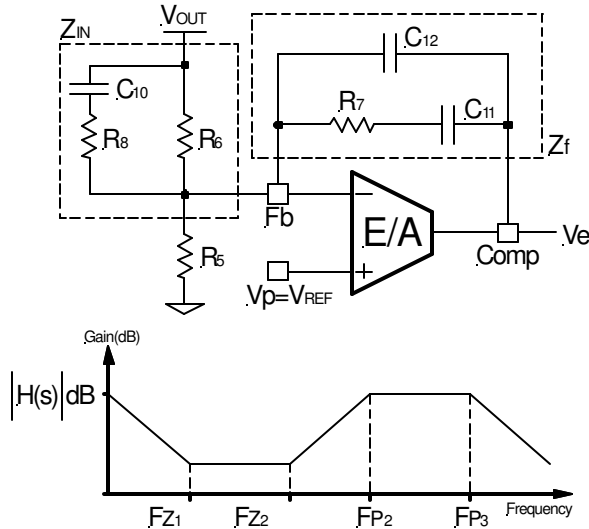 VOUT
ZIN
C10
R8
R6
R5
C12
R7
C11
Zf
Fb
E/A
Vp=VREF
Comp
Ve
Gain(dB)
|H(s)|dB
FZ1 FZ2 FP2 FP3
Frequency